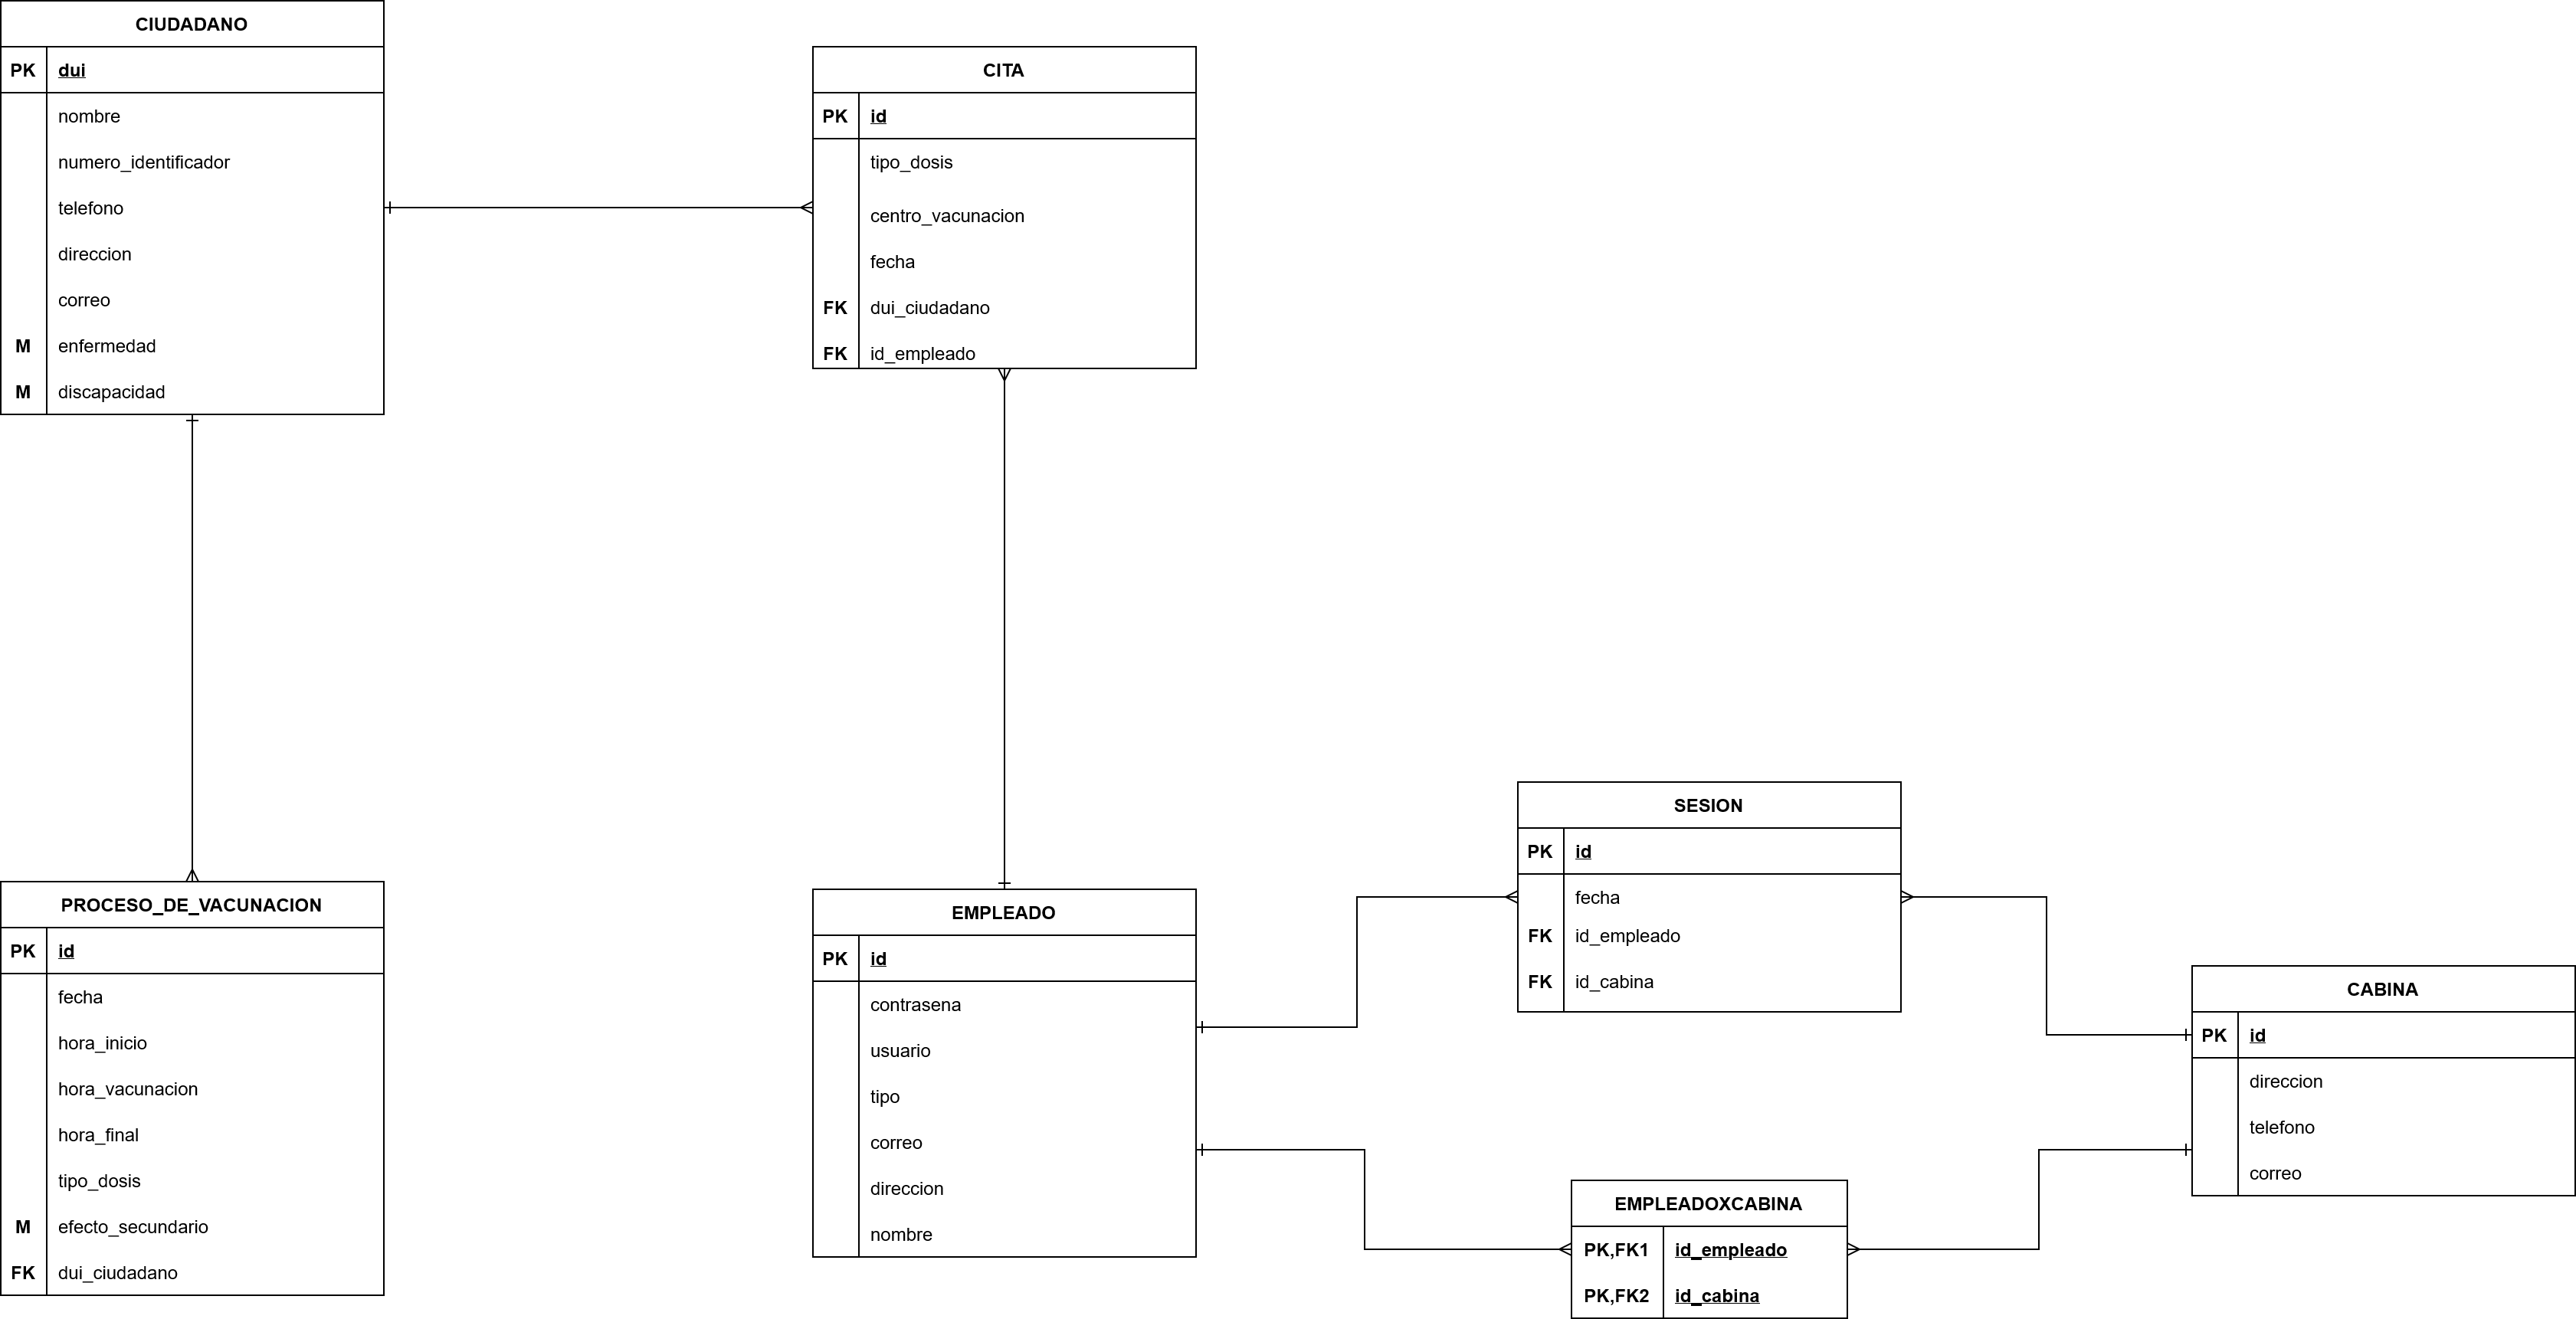 CIUDADANO
PK dui
nombre
numero_identificador
telefono
direccion
correo
M enfermedad
M discapacidad
CITA
PK id
tipo_dosis
centro_vacunacion
fecha
FK dui_ciudadano
FK id_empleado
PROCESO_DE_VACUNACION
PK id
fecha
hora_inicio
hora_vacunacion
hora_final
tipo_dosis
M efecto_secundario
FK dui_ciudadano
EMPLEADO
PK id
contrasena
usuario
tipo
correo
direccion
nombre
SESION
PK id
fecha
FK id_empleado
FK id_cabina
EMPLEADOXCABINA
PK,FK1 id_empleado
PK,FK2 id_cabina
CABINA
PK id
direccion
telefono
correo